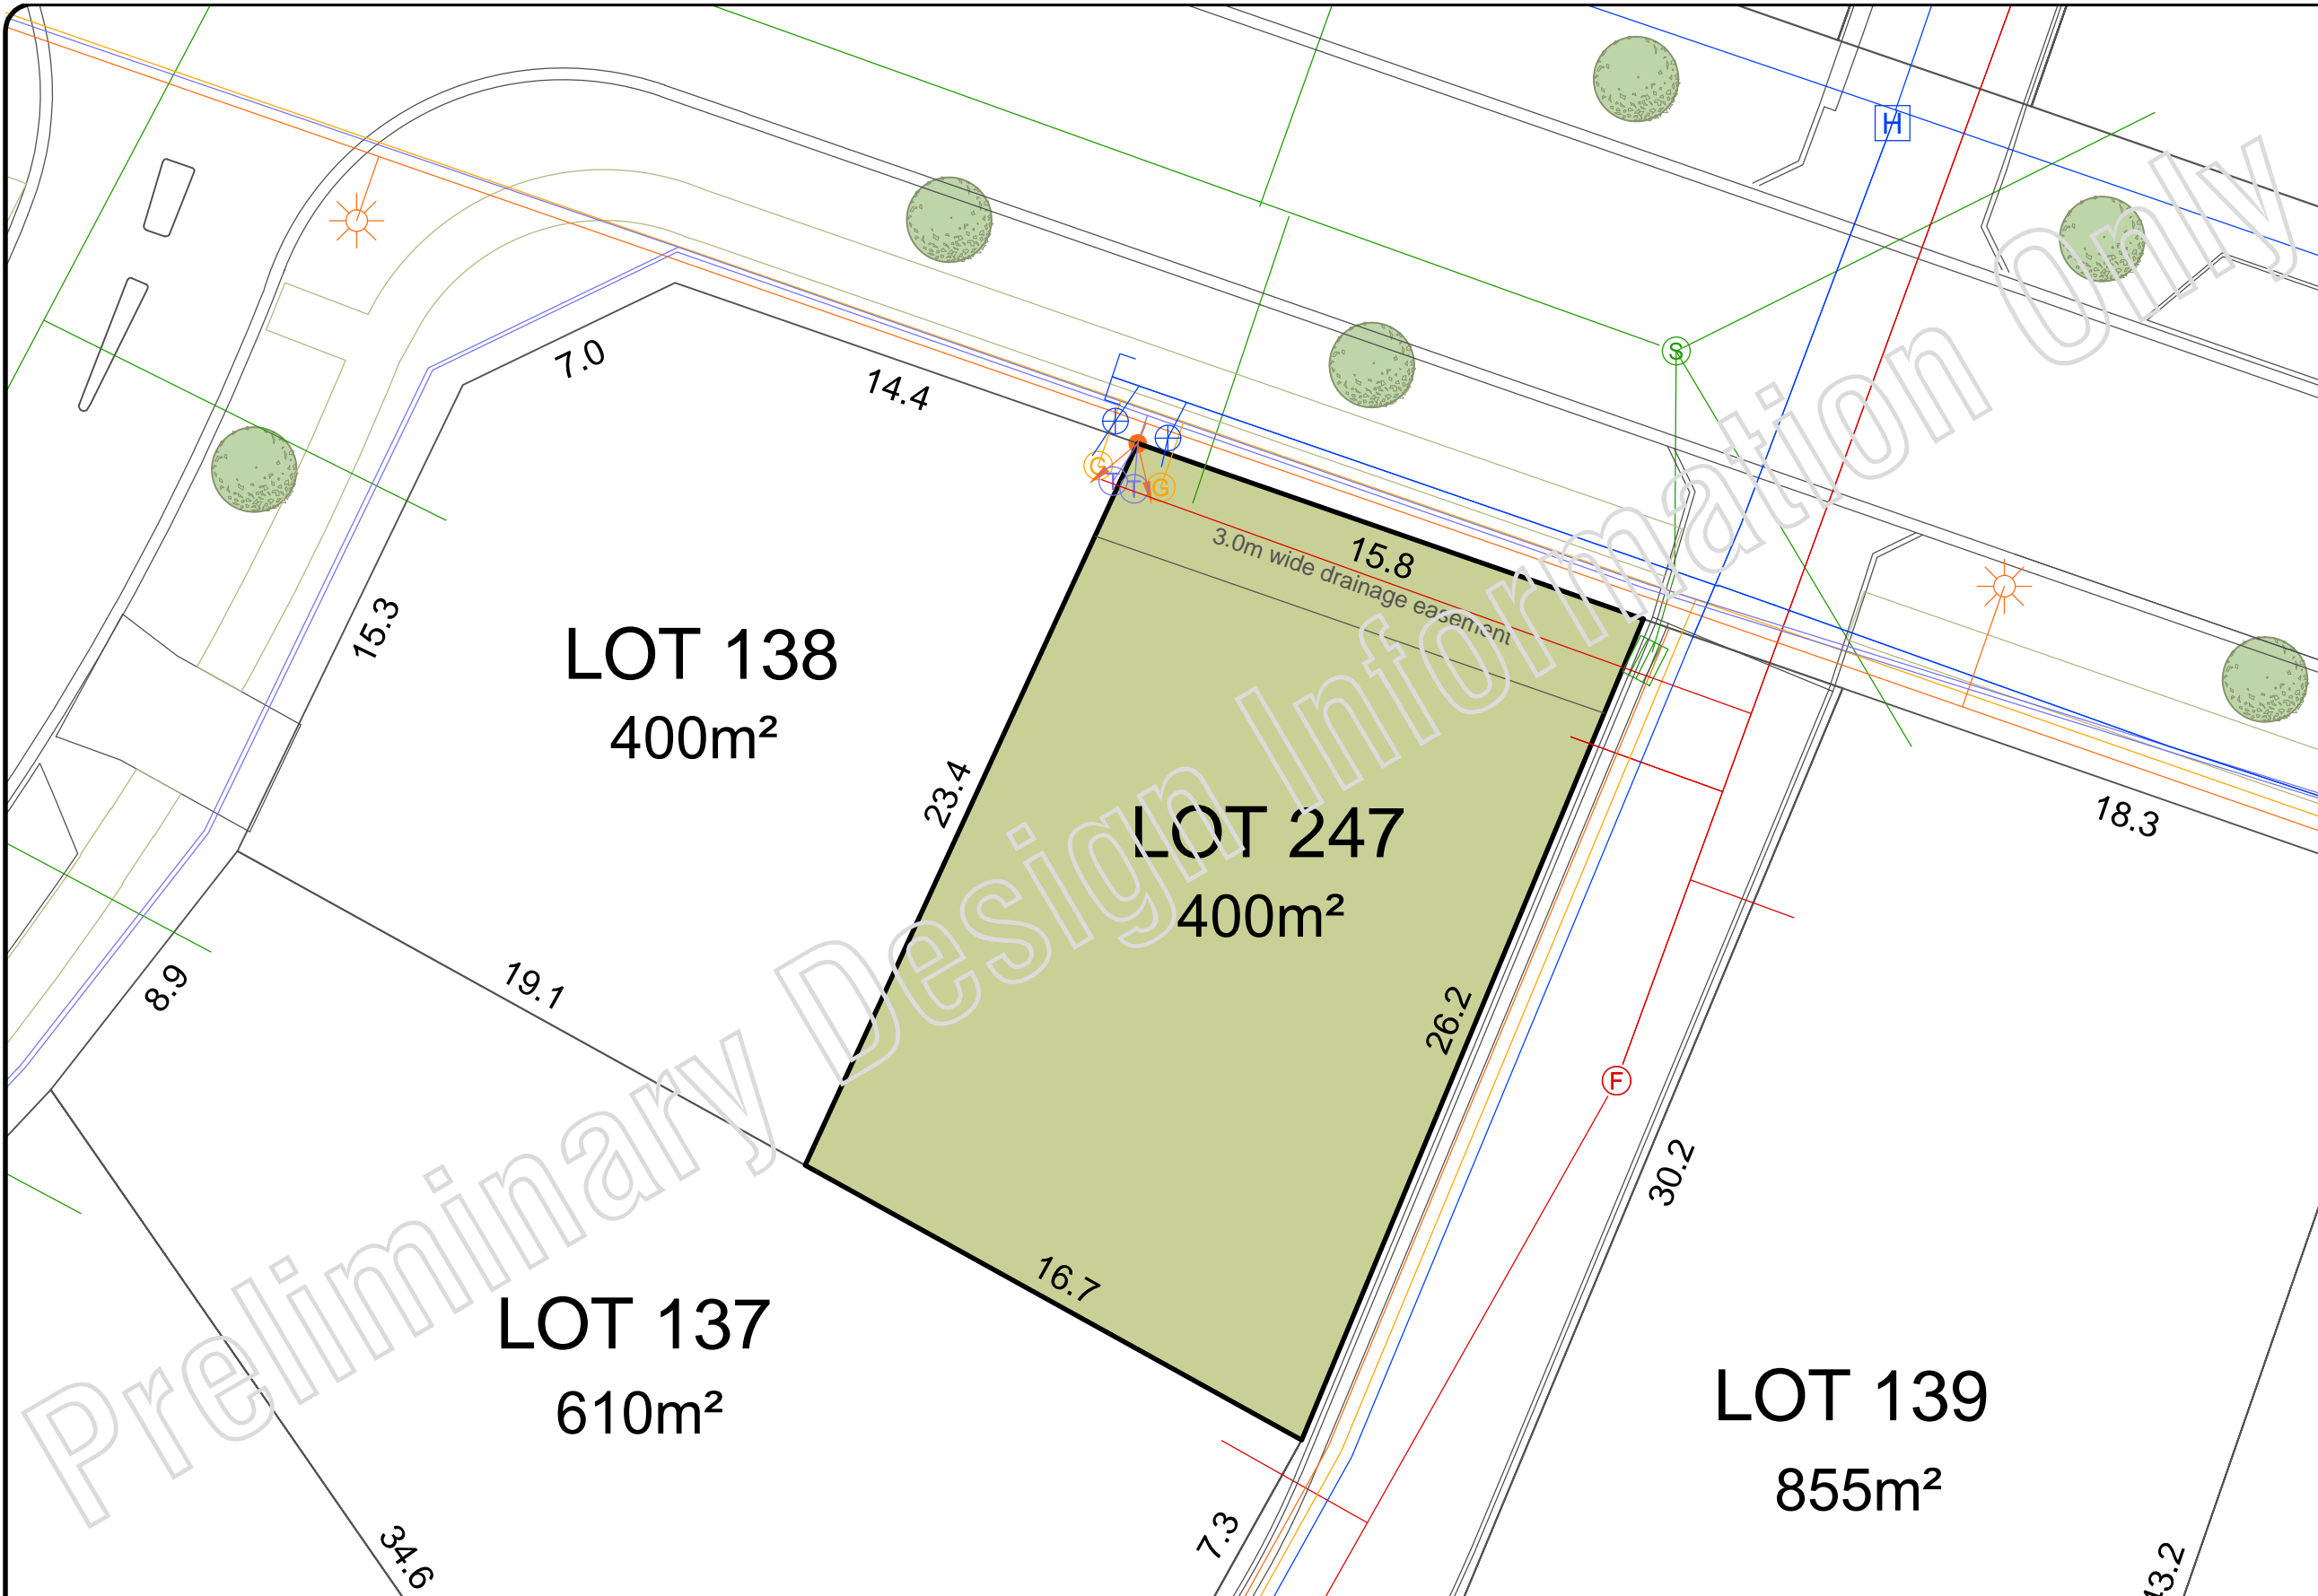 H
S
7.0
14.4
G
T
T
G
15.8
3.0m wide drainage easement
15.3
LOT 138
400m²
23.4
LOT 247
400m²
18.3
8.9
19.1
26.2
F
30.2
16.7
LOT 137
610m²
LOT 139
855m²
34.6
7.3
13.2
Preliminary Design Information Only